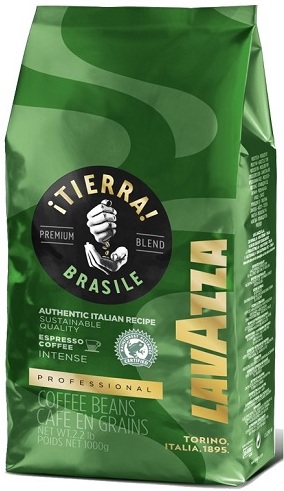 ¡TIERRA!
PREMIUM BLEND
BRASILE
AUTHENTIC ITALIAN RECIPE
SUSTAINABLE
QUALITY
ESPRESSO
COFFEE
INTENSE
PROFESSIONAL
COFFEE BEANS
CAFÉ EN GRAINS
NET WT 2.2 lb
POIDS NET 1000g
LAVAZZA
TORINO,
ITALIA, 1895.